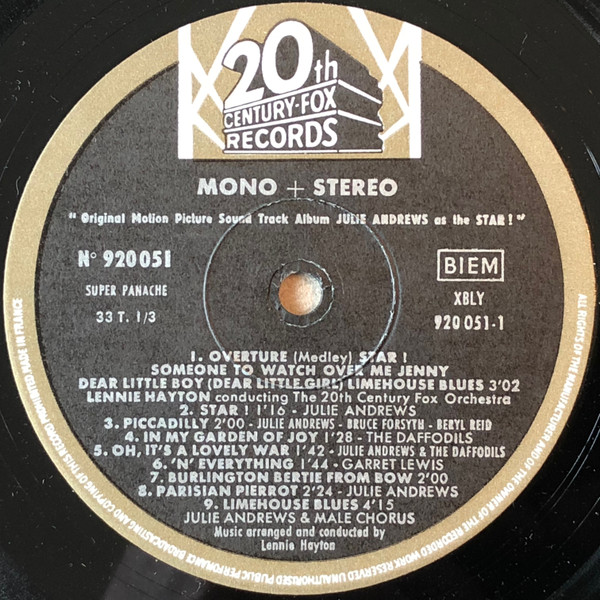 20th
CENTURY-FOX
RECORDS
MONO + STEREO
" Original Motion Picture Sound Track Album JULIE ANDREWS as the STAR ! "
N° 920051
BIEM
SUPER PANACHE
XBLY
33 T. 1/3
920 051-1
1. OVERTURE (Medley) STAR !
SOMEONE TO WATCH OVER ME JENNY
DEAR LITTLE BOY (DEAR LITTLE GIRL) LIMEHOUSE BLUES 3'02
LENNIE HAYTON conducting The 20th Century Fox Orchestra
2. STAR ! 1'16 - JULIE ANDREWS
3. PICCADILLY 2'00 - JULIE ANDREWS - BRUCE FORSYTH - BERYL REID
4. IN MY GARDEN OF JOY 1'28 - THE DAFFODILS
5. OH, IT'S A LOVELY WAR 1'42 - JULIE ANDREWS & THE DAFFODILS
6. 'N' EVERYTHING 1'44 - GARRET LEWIS
7. BURLINGTON BERTIE FROM BOW 2'00
8. PARISIAN PIERROT 2'24 - JULIE ANDREWS
9. LIMEHOUSE BLUES 4'15
JULIE ANDREWS & MALE CHORUS
Music arranged and conducted by
Lennie Hayton
ALL RIGHTS OF THE MANUFACTURER AND OF THE OWNER OF THE RECORDED WORK RESERVED UNAUTHORISED PUBLIC PERFORMANCE BROADCASTING AND COPYING OF THIS RECORD PROHIBITED. MADE IN FRANCE